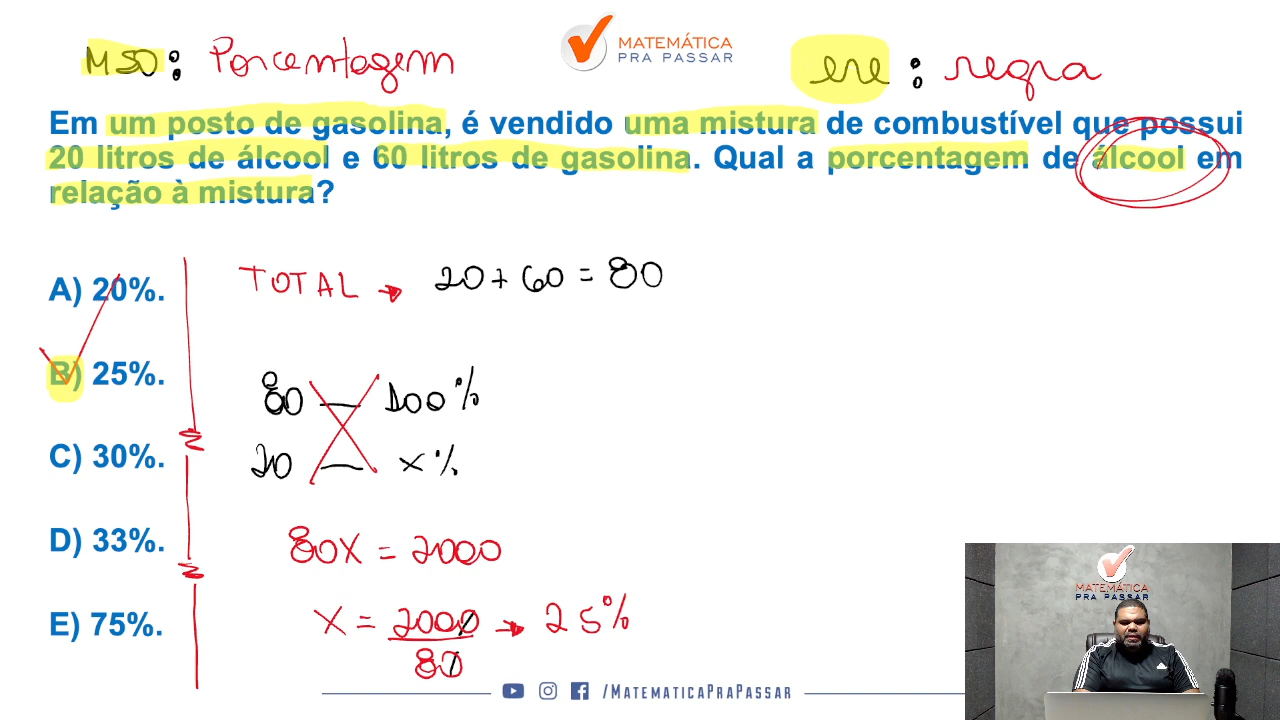 M50: Porcentagem
MATEMÁTICA
PRA PASSAR
ere: regra
Em um posto de gasolina, é vendido uma mistura de combustível que possui
20 litros de álcool e 60 litros de gasolina. Qual a porcentagem de álcool em
relação à mistura?
A) 20%.
B) 25%.
C) 30%.
D) 33%.
E) 75%.
TOTAL → 20 + 60 = 80
80 — 100%
20 — x%
80X = 2000
X = 2000 → 25%
80
/MATEMATICAPRAPASSAR
MATEMÁTICA
PRA PASSAR